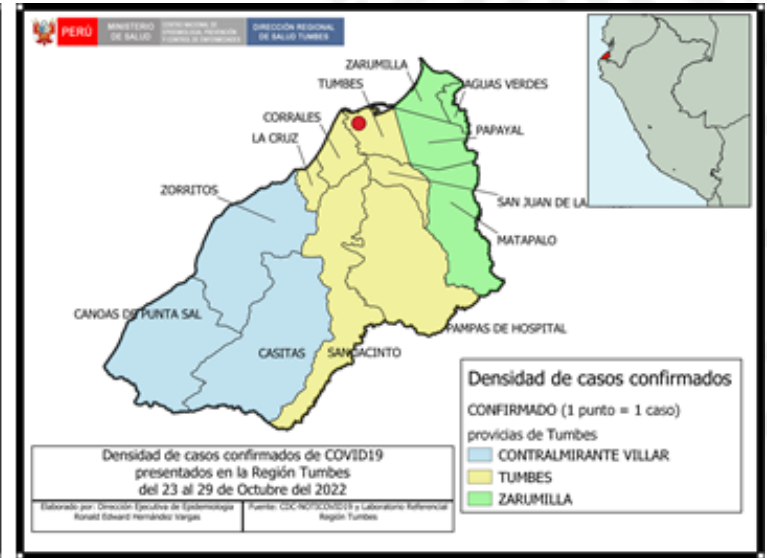 PERÚ
MINISTERIO
DE SALUD
CENTRO NACIONAL DE
EPIDEMIOLOGIA, PREVENCIÓN
Y CONTROL DE ENFERMEDADES
DIRECCIÓN REGIONAL
DE SALUD TUMBES
ZARUMILLA
TUMBES
AGUAS VERDES
CORRALES
PAPAYAL
LA CRUZ
ZORRITOS
SAN JUAN DE LA
MATAPALO
CANOAS DE PUNTA SAL
PAMPAS DE HOSPITAL
CASITAS
SAN JACINTO
Densidad de casos confirmados
CONFIRMADO (1 punto = 1 caso)
provicias de Tumbes
CONTRALMIRANTE VILLAR
TUMBES
ZARUMILLA
Densidad de casos confirmados de COVID19
presentados en la Región Tumbes
del 23 al 29 de Octubre del 2022
Elaborado por: Dirección Ejecutiva de Epidemiologia
Ronald Edward Hernández Vargas
Fuente: CDC-NOTICOVID19 y Laboratorio Referencial
Región Tumbes